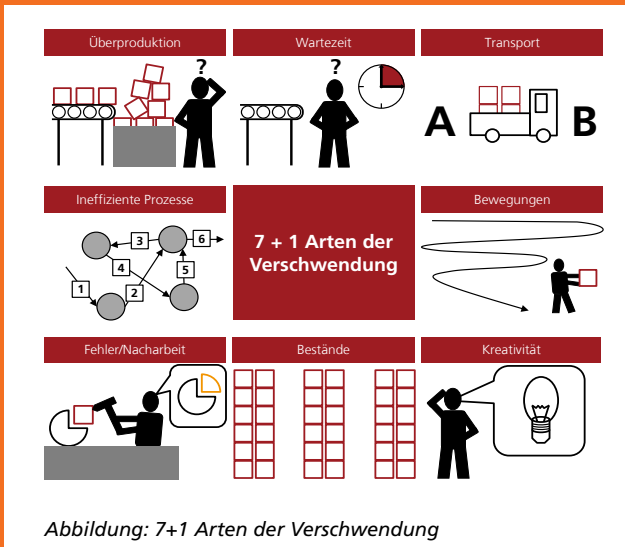 Überproduktion
Wartezeit
Transport
?
?
A
B
Ineffiziente Prozesse
7 + 1 Arten der
Verschwendung
Bewegungen
3
6
4
5
1
2
Fehler/Nacharbeit
Bestände
Kreativität
Abbildung: 7+1 Arten der Verschwendung